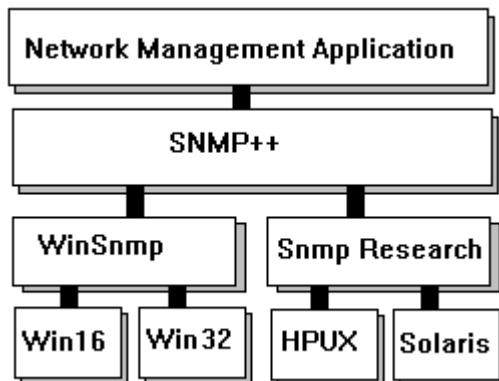 Network Management Application
SNMP++
WinSnmp
Snmp Research
Win16
Win32
HPUX
Solaris